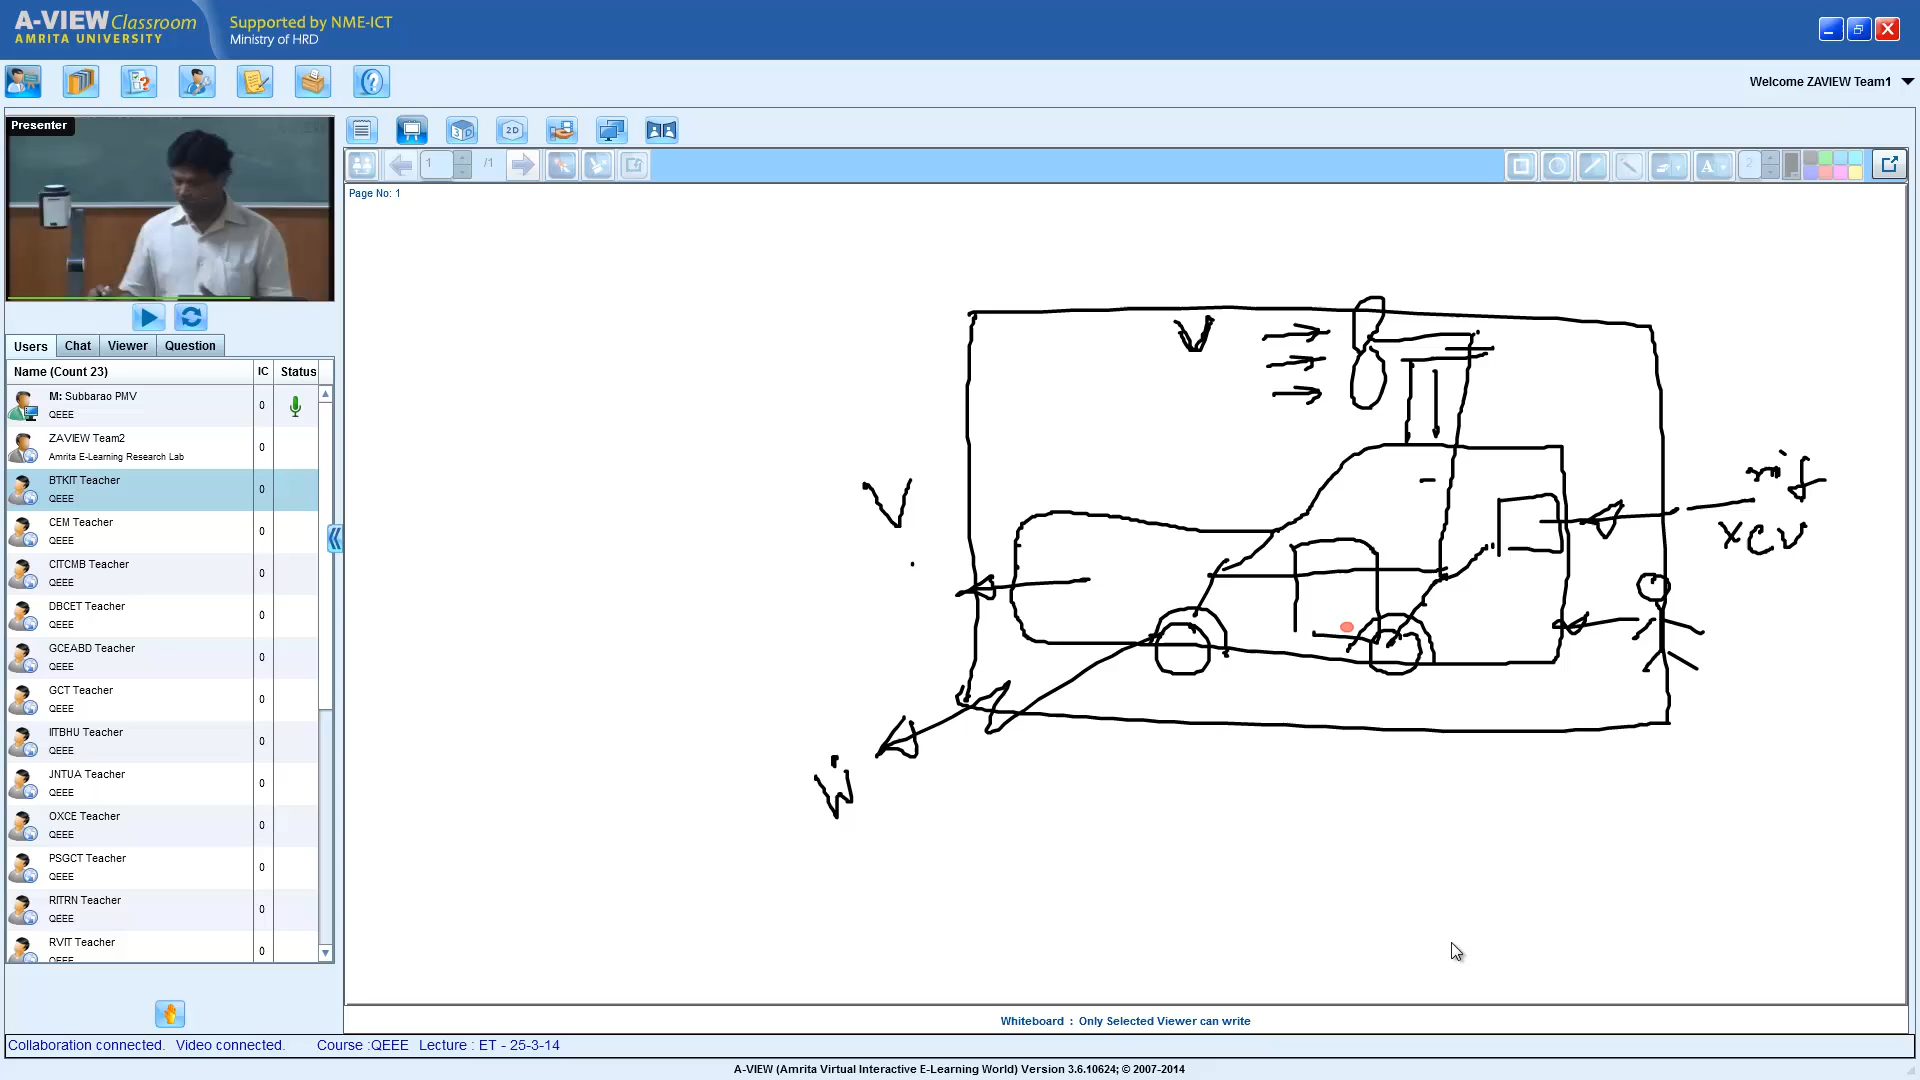 A-VIEW Classroom
AMRITA UNIVERSITY
Supported by NME-ICT
Ministry of HRD
Welcome ZAVIEW Team1
Presenter
3D
2D
1 /1
A
2
Page No: 1
Users
Chat
Viewer
Question
Name (Count 23)
IC
Status
M: Subbarao PMV
QEEE
0
ZAVIEW Team2
Amrita E-Learning Research Lab
0
BTKIT Teacher
QEEE
0
CEM Teacher
QEEE
0
CITCMB Teacher
QEEE
0
DBCET Teacher
QEEE
0
GCEABD Teacher
QEEE
0
GCT Teacher
QEEE
0
IITBHU Teacher
QEEE
0
JNTUA Teacher
QEEE
0
OXCE Teacher
QEEE
0
PSGCT Teacher
QEEE
0
RITRN Teacher
QEEE
0
RVIT Teacher
QEEE
0
V
V
ṁf
XCV
Ẇ
Whiteboard : Only Selected Viewer can write
Collaboration connected. Video connected. Course :QEEE Lecture : ET - 25-3-14
A-VIEW (Amrita Virtual Interactive E-Learning World) Version 3.6.10624; © 2007-2014